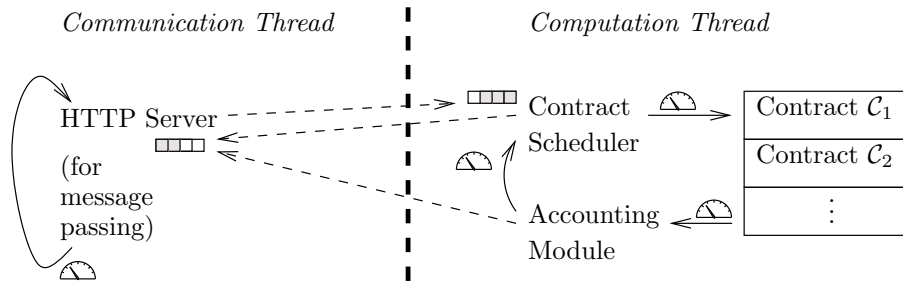 Communication Thread
Computation Thread
HTTP Server
(for
message
passing)
Contract
Scheduler
Accounting
Module
Contract 𝒞₁
Contract 𝒞₂
⋮